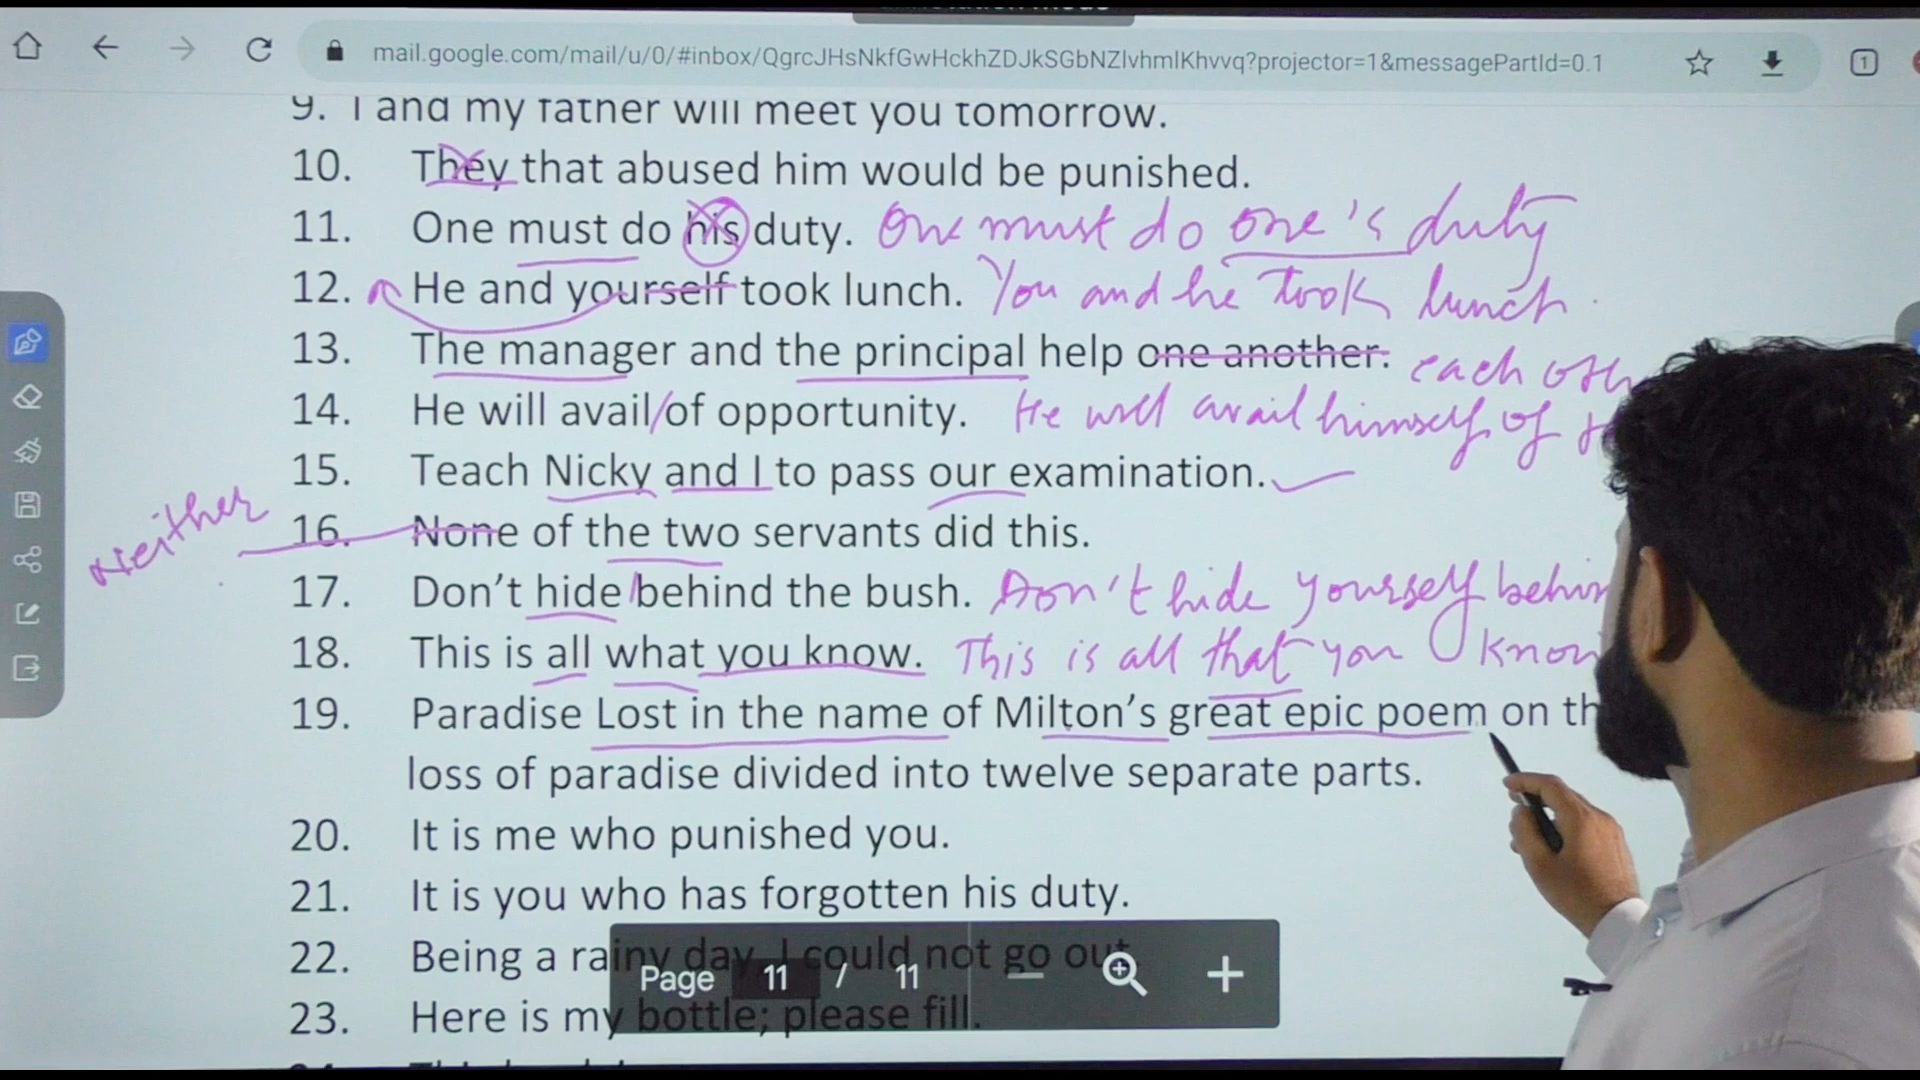 mail.google.com/mail/u/0/#inbox/QgrcJHsNkfGwHckhZDJkSGbNZlvhmlKhvvq?projector=1&messagePartId=0.1
1
9. I and my father will meet you tomorrow.
10. They that abused him would be punished.
11. One must do his duty. One must do one's duty
12. He and yourself took lunch. You and he took lunch.
13. The manager and the principal help one another. each oth
14. He will avail/of opportunity. He will avail himself of
15. Teach Nicky and I to pass our examination.
Neither
16. None of the two servants did this.
17. Don't hide/behind the bush. Don't hide yourself behin
18. This is all what you know. This is all that you know
19. Paradise Lost in the name of Milton's great epic poem on th
loss of paradise divided into twelve separate parts.
20. It is me who punished you.
21. It is you who has forgotten his duty.
22. Being a rainy day, I could not go out.
Page 11 / 11
23. Here is my bottle; please fill.